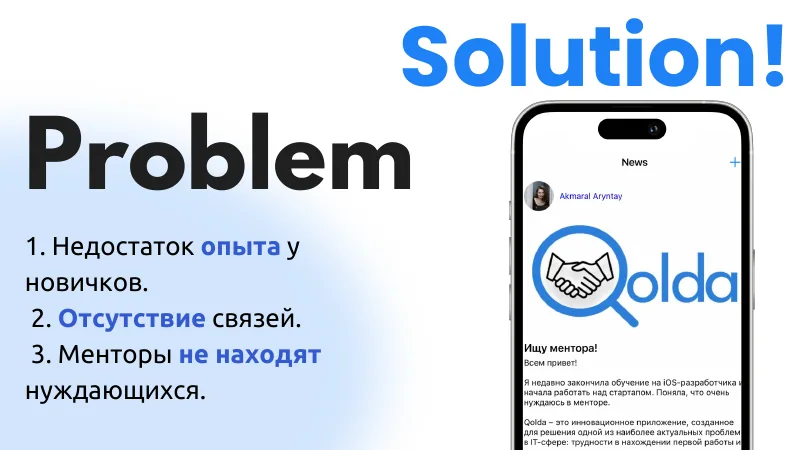 Solution!
Problem
1. Недостаток опыта у
новичков.
2. Отсутствие связей.
3. Менторы не находят
нуждающихся.
News
+
Akmaral Aryntay
Qolda
Ищу ментора!
Всем привет!
Я недавно закончила обучение на iOS-разработчика и
начала работать над стартапом. Поняла, что очень
нуждаюсь в менторе.
Qolda – это инновационное приложение, созданное
для решения одной из наиболее актуальных проблем
в IT-сфере: трудности в нахождении первой работы и